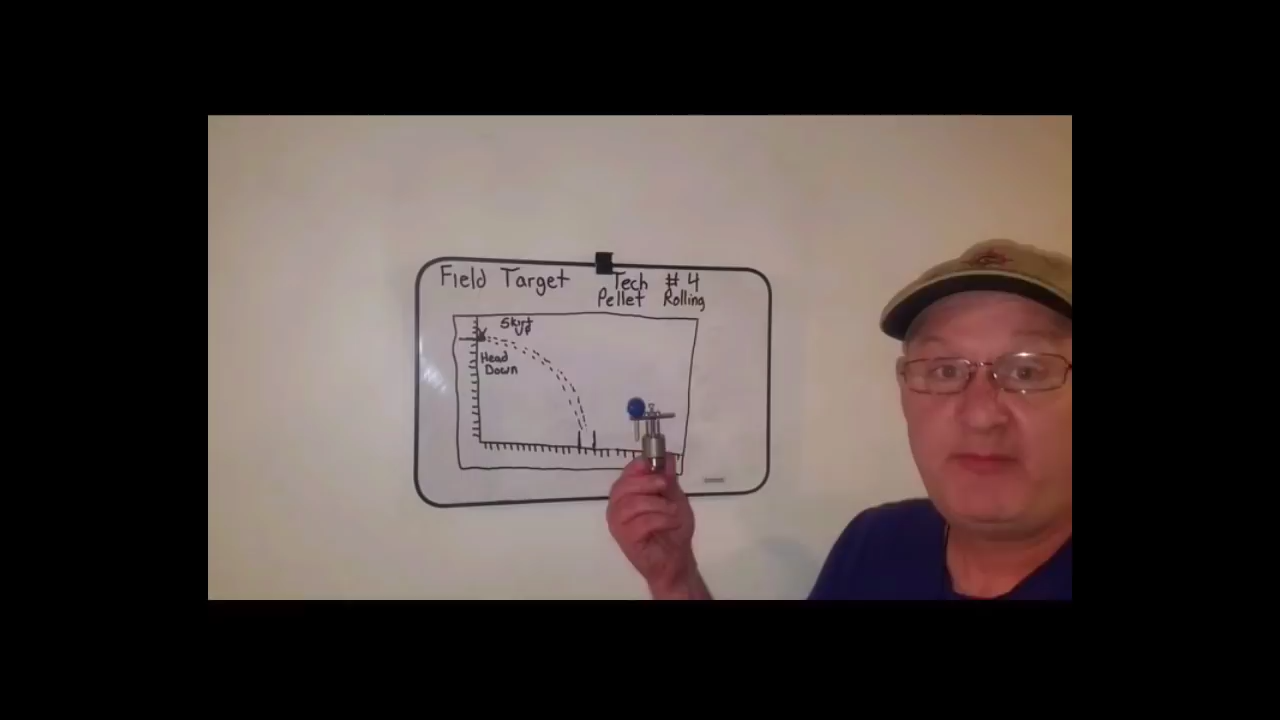 Field Target Tech # 4
Pellet Rolling
Skirt
Up
Head
Down